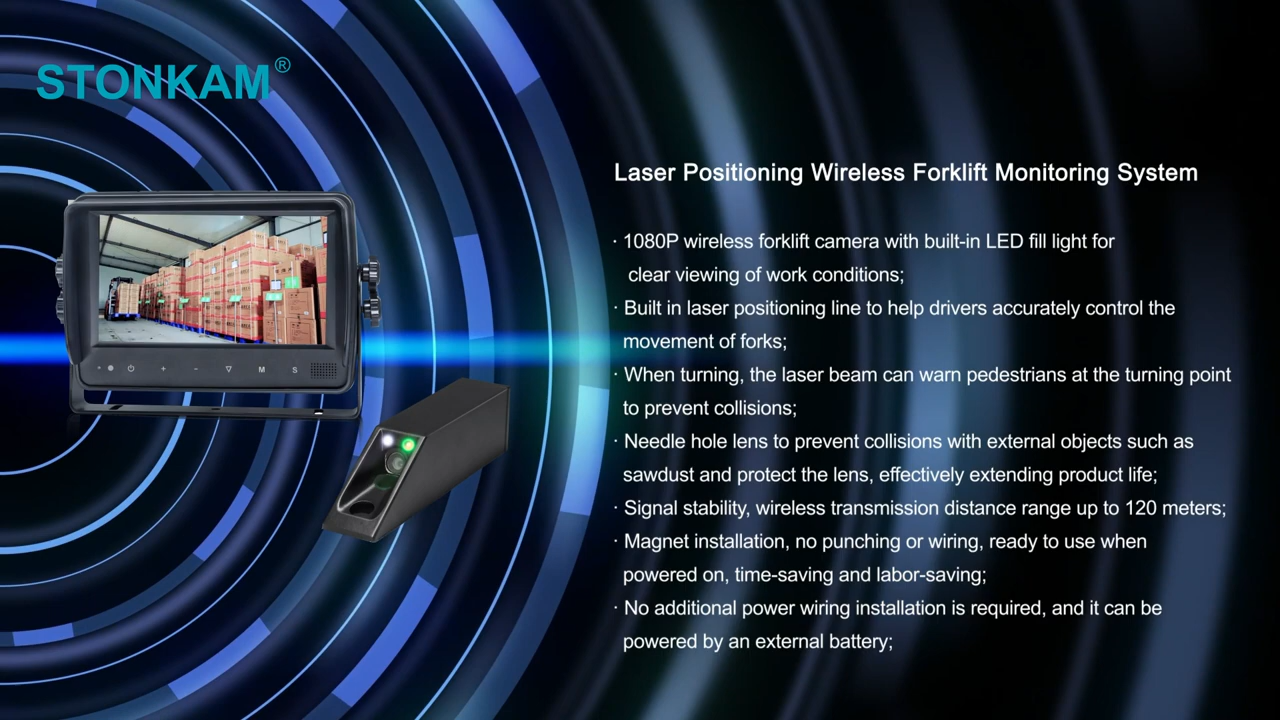 STONKAM®
Laser Positioning Wireless Forklift Monitoring System
· 1080P wireless forklift camera with built-in LED fill light for
clear viewing of work conditions;
· Built in laser positioning line to help drivers accurately control the
movement of forks;
· When turning, the laser beam can warn pedestrians at the turning point
to prevent collisions;
· Needle hole lens to prevent collisions with external objects such as
sawdust and protect the lens, effectively extending product life;
· Signal stability, wireless transmission distance range up to 120 meters;
· Magnet installation, no punching or wiring, ready to use when
powered on, time-saving and labor-saving;
· No additional power wiring installation is required, and it can be
powered by an external battery;
+ - ▽ M S